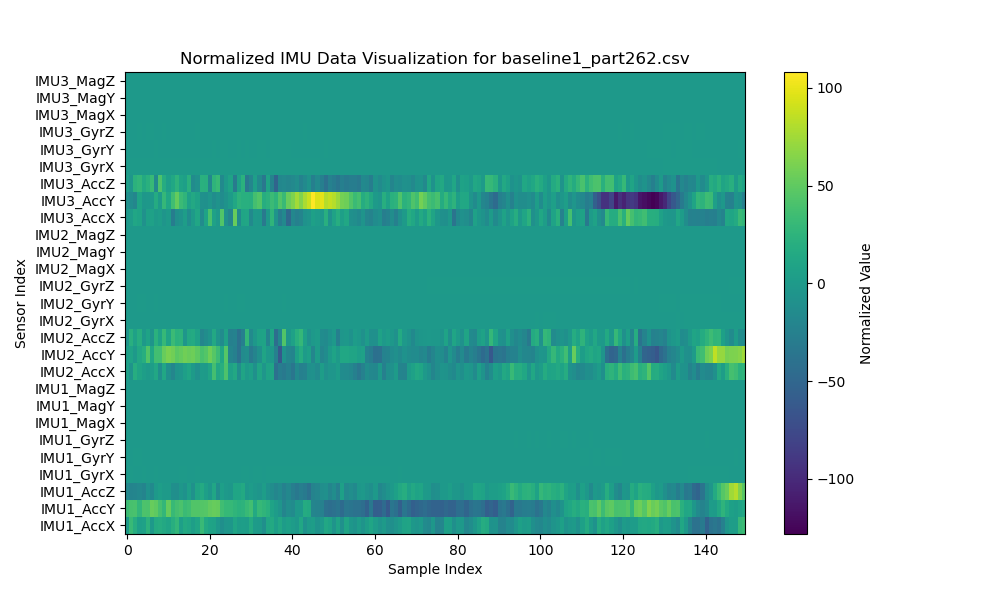 Normalized IMU Data Visualization for baseline1_part262.csv
IMU3_MagZ
IMU3_MagY
IMU3_MagX
IMU3_GyrZ
IMU3_GyrY
IMU3_GyrX
IMU3_AccZ
IMU3_AccY
IMU3_AccX
IMU2_MagZ
IMU2_MagY
IMU2_MagX
IMU2_GyrZ
IMU2_GyrY
IMU2_GyrX
IMU2_AccZ
IMU2_AccY
IMU2_AccX
IMU1_MagZ
IMU1_MagY
IMU1_MagX
IMU1_GyrZ
IMU1_GyrY
IMU1_GyrX
IMU1_AccZ
IMU1_AccY
IMU1_AccX
Sensor Index
0 20 40 60 80 100 120 140
Sample Index
100
50
0
−50
−100
Normalized Value